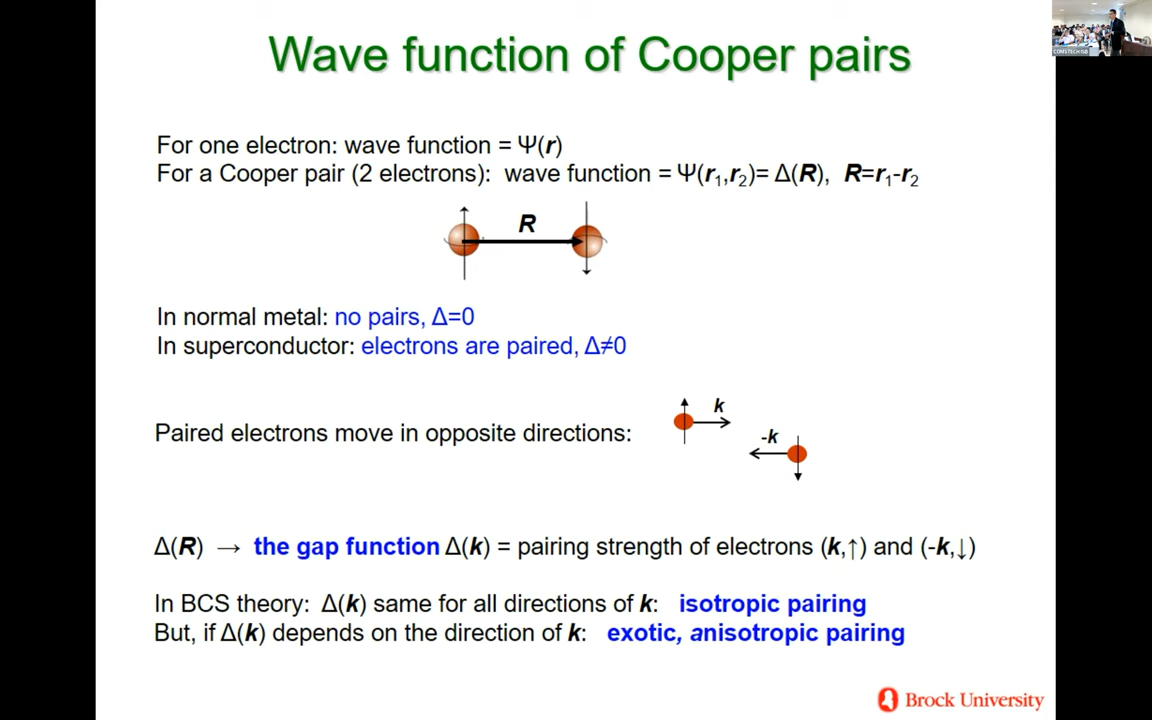 Wave function of Cooper pairs
COMSTECH ISB
For one electron: wave function = Ψ(r)
For a Cooper pair (2 electrons): wave function = Ψ(r₁,r₂)= Δ(R), R=r₁-r₂
R
In normal metal: no pairs, Δ=0
In superconductor: electrons are paired, Δ≠0
k
Paired electrons move in opposite directions:
-k
Δ(R) → the gap function Δ(k) = pairing strength of electrons (k,↑) and (-k,↓)
In BCS theory: Δ(k) same for all directions of k: isotropic pairing
But, if Δ(k) depends on the direction of k: exotic, anisotropic pairing
Brock University